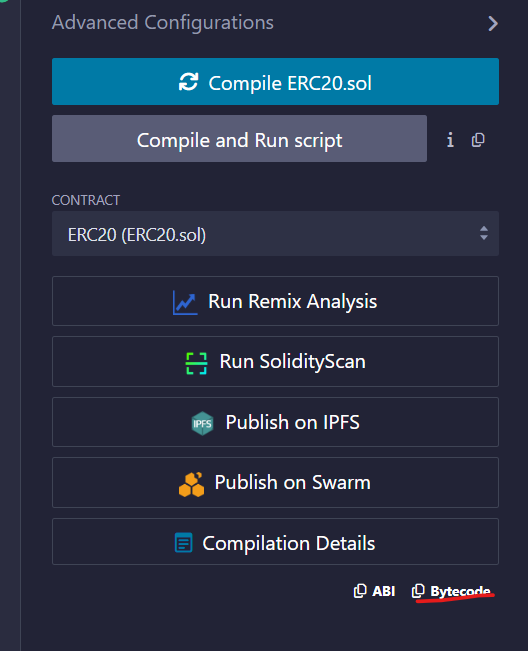 Advanced Configurations
Compile ERC20.sol
Compile and Run script
CONTRACT
ERC20 (ERC20.sol)
Run Remix Analysis
Run SolidityScan
IPFS Publish on IPFS
Publish on Swarm
Compilation Details
ABI Bytecode